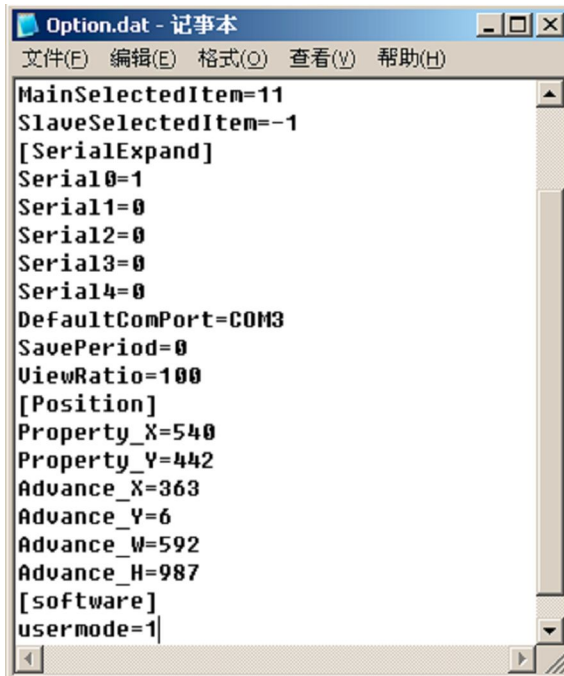 Option.dat - 记事本
文件(F) 编辑(E) 格式(O) 查看(V) 帮助(H)
MainSelectedItem=11
SlaveSelectedItem=-1
[SerialExpand]
Serial0=1
Serial1=0
Serial2=0
Serial3=0
Serial4=0
DefaultComPort=COM3
SavePeriod=0
ViewRatio=100
[Position]
Property_X=540
Property_Y=442
Advance_X=363
Advance_Y=6
Advance_W=592
Advance_H=987
[software]
usermode=1